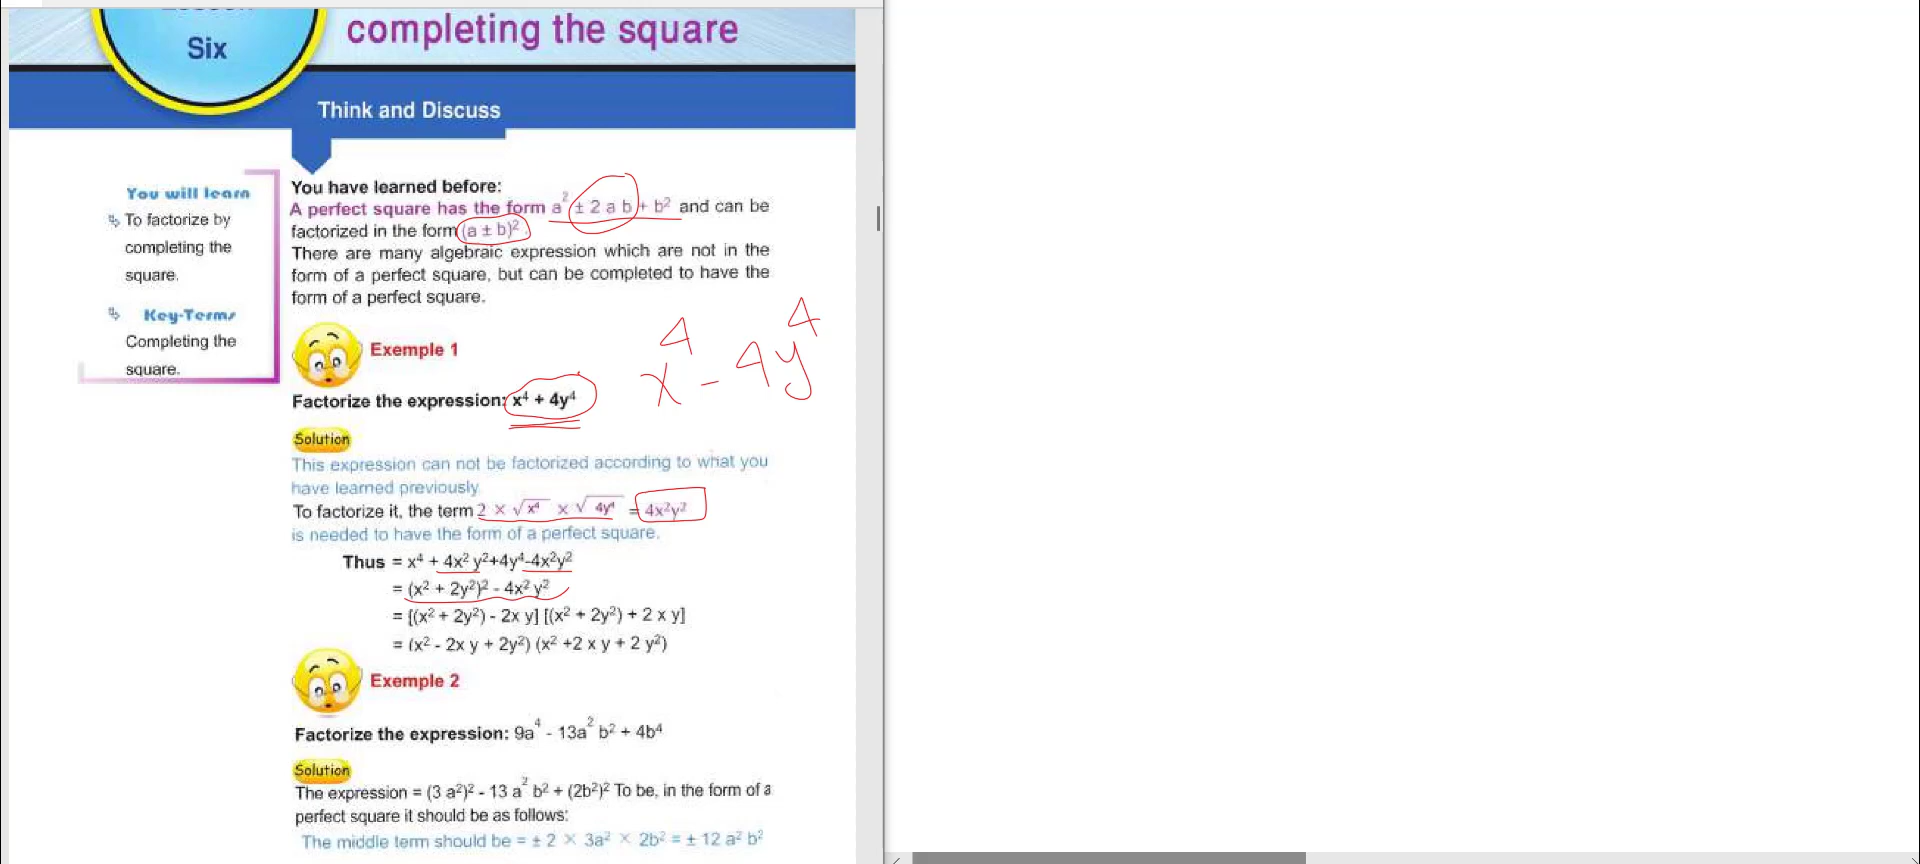 Six
completing the square
Think and Discuss
You will learn
To factorize by
completing the
square.
Key-Terms
Completing the
square.
You have learned before:
A perfect square has the form a² ± 2 a b + b² and can be
factorized in the form (a ± b)².
There are many algebraic expression which are not in the
form of a perfect square, but can be completed to have the
form of a perfect square.
Exemple 1
Factorize the expression: x⁴ + 4y⁴
x⁴ - 4y⁴
Solution
This expression can not be factorized according to what you
have learned previously
To factorize it, the term 2 × √x⁴ × √4y⁴ = 4x²y²
is needed to have the form of a perfect square.
Thus = x⁴ + 4x² y²+4y⁴-4x²y²
= (x² + 2y²)² - 4x² y²
= [(x² + 2y²) - 2x y] [(x² + 2y²) + 2 x y]
= (x² - 2x y + 2y²) (x² +2 x y + 2 y²)
Exemple 2
Factorize the expression: 9a⁴ - 13a² b² + 4b⁴
Solution
The expression = (3 a²)² - 13 a² b² + (2b²)² To be, in the form of a
perfect square it should be as follows:
The middle term should be = ± 2 × 3a² × 2b² = ± 12 a² b²